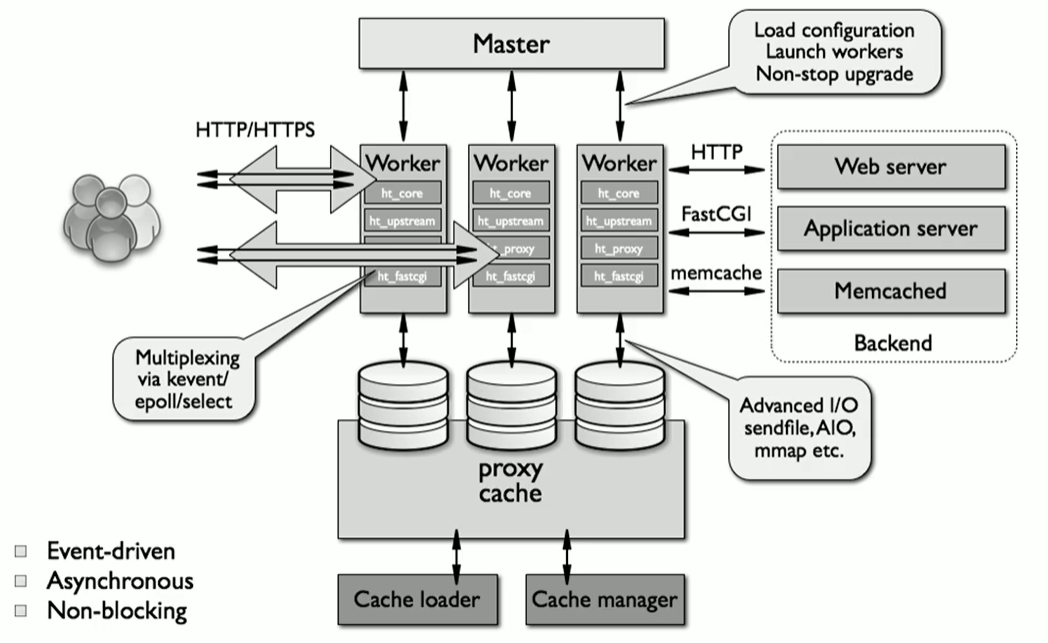 Master
Load configuration
Launch workers
Non-stop upgrade
HTTP/HTTPS
Worker
ht_core
ht_upstream
ht_fastcgi
Worker
ht_core
ht_upstream
t_proxy
ht_fastcgi
Worker
ht_core
ht_upstream
ht_proxy
ht_fastcgi
HTTP
FastCGI
memcache
Web server
Application server
Memcached
Backend
Multiplexing
via kevent/
epoll/select
Advanced I/O
sendfile, AIO,
mmap etc.
proxy
cache
Event-driven
Asynchronous
Non-blocking
Cache loader
Cache manager